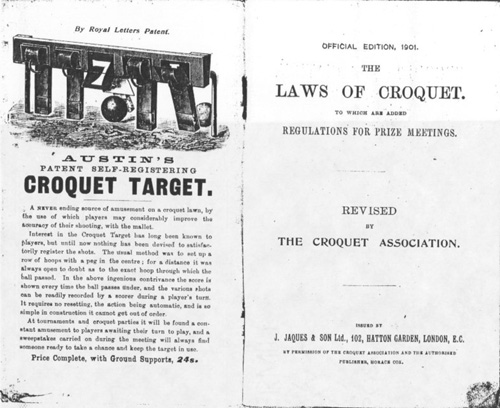 By Royal Letters Patent.
7
AUSTIN'S
PATENT SELF-REGISTERING
CROQUET TARGET.
A NEVER ending source of amusement on a croquet lawn, by
the use of which players may considerably improve the
accuracy of their shooting, with the mallet.
Interest in the Croquet Target has long been known to
players, but until now nothing has been devised to satisfac-
torily register the shots. The usual method was to set up a
row of hoops with a peg in the centre; for a distance it was
always open to doubt as to the exact hoop through which the
ball passed. In the above ingenious contrivance the score is
shown every time the ball passes under, and the various shots
can be readily recorded by a scorer during a player's turn.
It requires no resetting, the action being automatic, and is so
simple in construction it cannot get out of order.
At tournaments and croquet parties it will be found a con-
stant amusement to players awaiting their turn to play, and a
sweepstakes carried on during the meeting will always find
someone ready to take a chance and keep the target in use.
Price Complete, with Ground Supports, 24s.
OFFICIAL EDITION, 1901.
THE
LAWS OF CROQUET.
TO WHICH ARE ADDED
REGULATIONS FOR PRIZE MEETINGS.
REVISED
BY
THE CROQUET ASSOCIATION.
ISSUED BY
J. JAQUES & SON Ltd., 102, HATTON GARDEN, LONDON, E.C.
BY PERMISSION OF THE CROQUET ASSOCIATION AND THE AUTHORISED
PUBLISHER, HORACE COX.